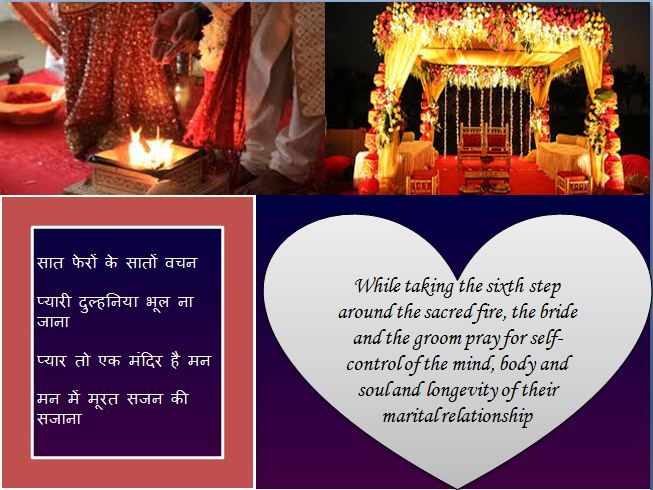 सात फेरों के सातों वचन
प्यारी दुल्हनिया भूल ना
जाना
प्यार तो एक मंदिर है मन
मन में मूरत सजन की
सजाना
While taking the sixth step
around the sacred fire, the bride
and the groom pray for self-
control of the mind, body and
soul and longevity of their
marital relationship